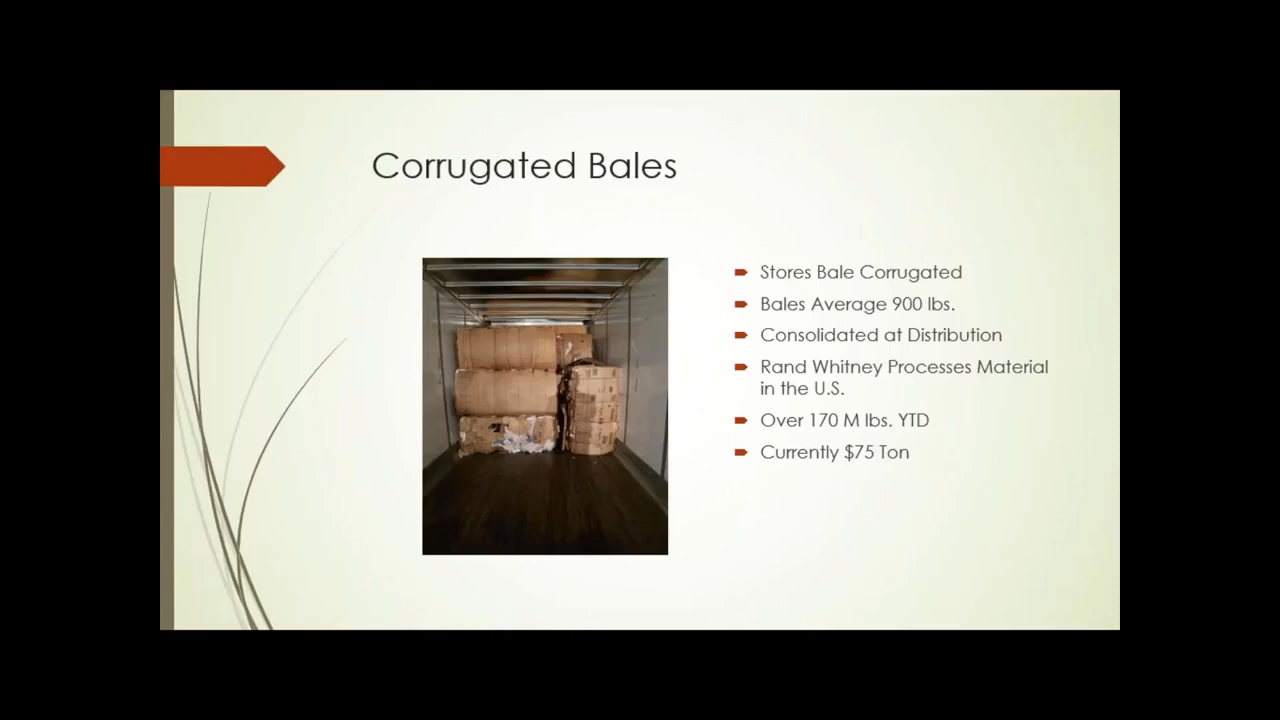 Corrugated Bales
Stores Bale Corrugated
Bales Average 900 lbs.
Consolidated at Distribution
Rand Whitney Processes Material
in the U.S.
Over 170 M lbs. YTD
Currently $75 Ton